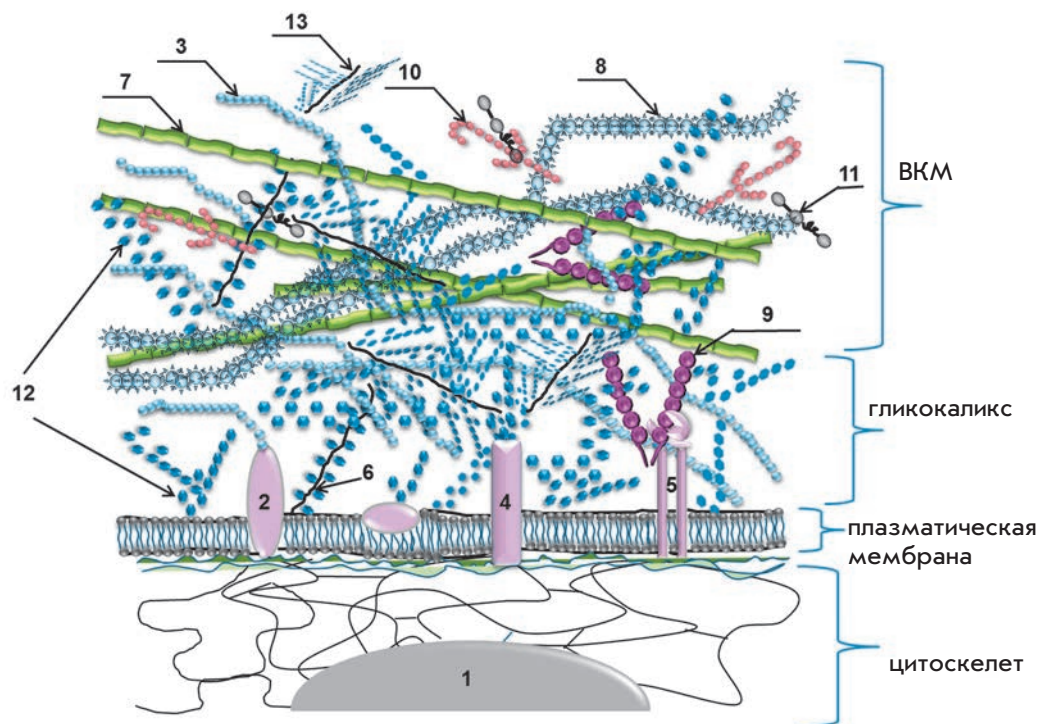 13
3
10
8
7
11
ВКМ
9
12
гликокаликс
6
2
4
5
плазматическая
мембрана
цитоскелет
1